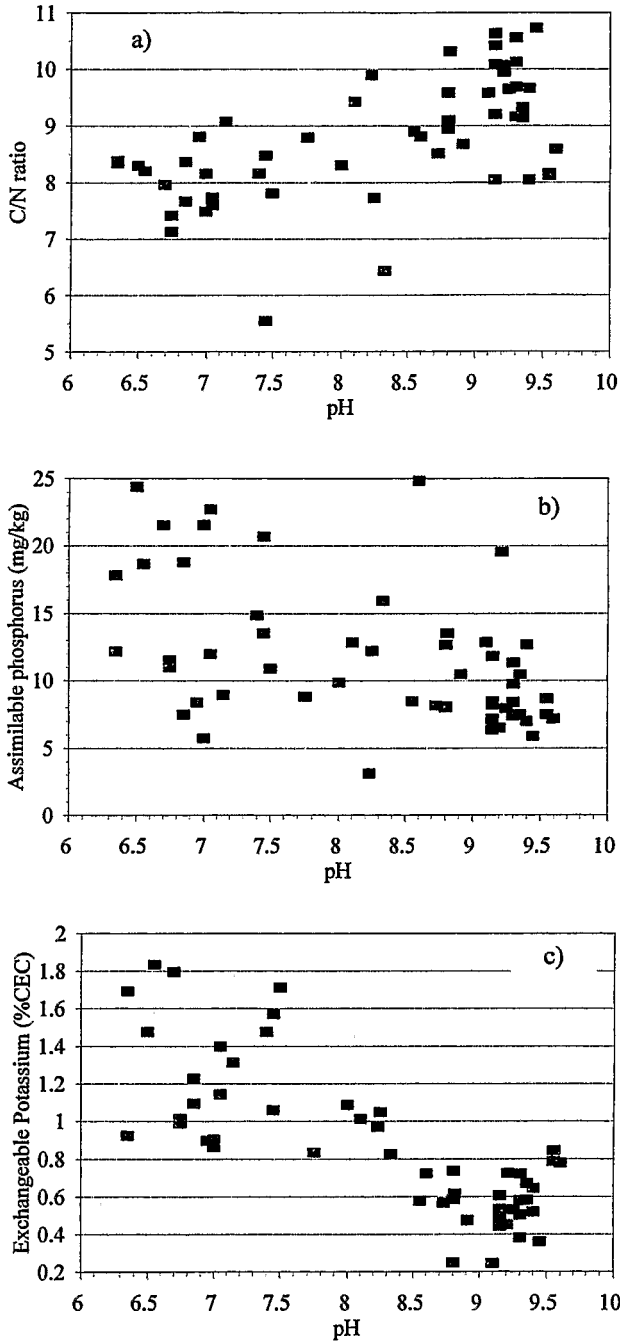 11
10
9
8
7
6
5
C/N ratio
a)
6 6.5 7 7.5 8 8.5 9 9.5 10
pH
25
20
15
10
5
0
Assimilable phosphorus (mg/kg)
b)
6 6.5 7 7.5 8 8.5 9 9.5 10
pH
2
1.8
1.6
1.4
1.2
1
0.8
0.6
0.4
0.2
Exchangeable Potassium (%CEC)
c)
6 6.5 7 7.5 8 8.5 9 9.5 10
pH